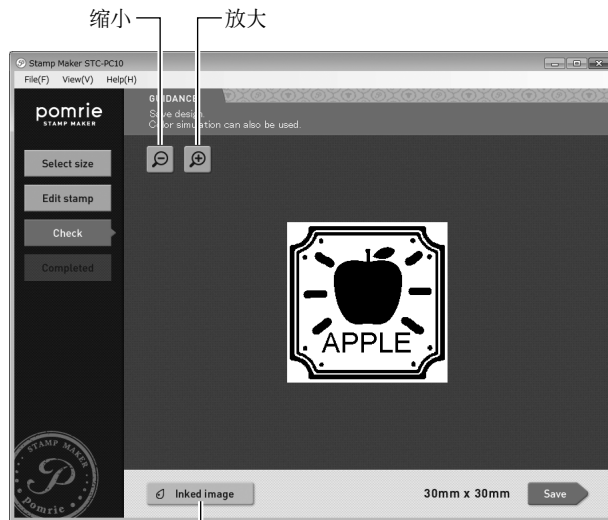 缩小 放大
Stamp Maker STC-PC10
File(F) View(V) Help(H)
pomrie
STAMP MAKER
GUIDANCE
Save design.
Color simulation can also be used.
Select size
Edit stamp
Check
Completed
APPLE
STAMP MAKER
P
Pomrie
Inked image
30mm x 30mm
Save